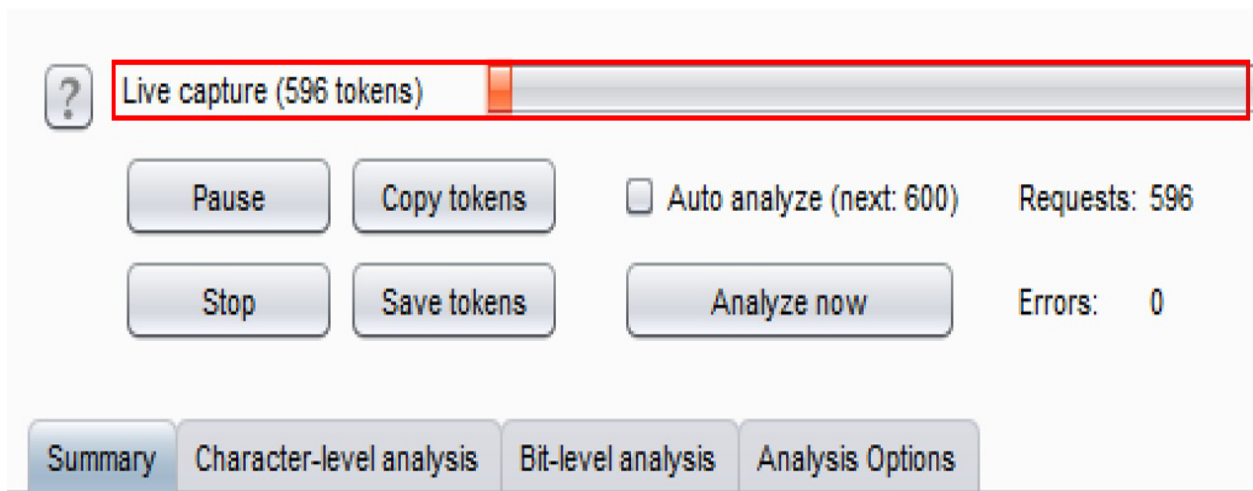 ?
Live capture (596 tokens)
Pause Copy tokens Auto analyze (next: 600) Requests: 596
Stop Save tokens Analyze now Errors: 0
Summary Character-level analysis Bit-level analysis Analysis Options